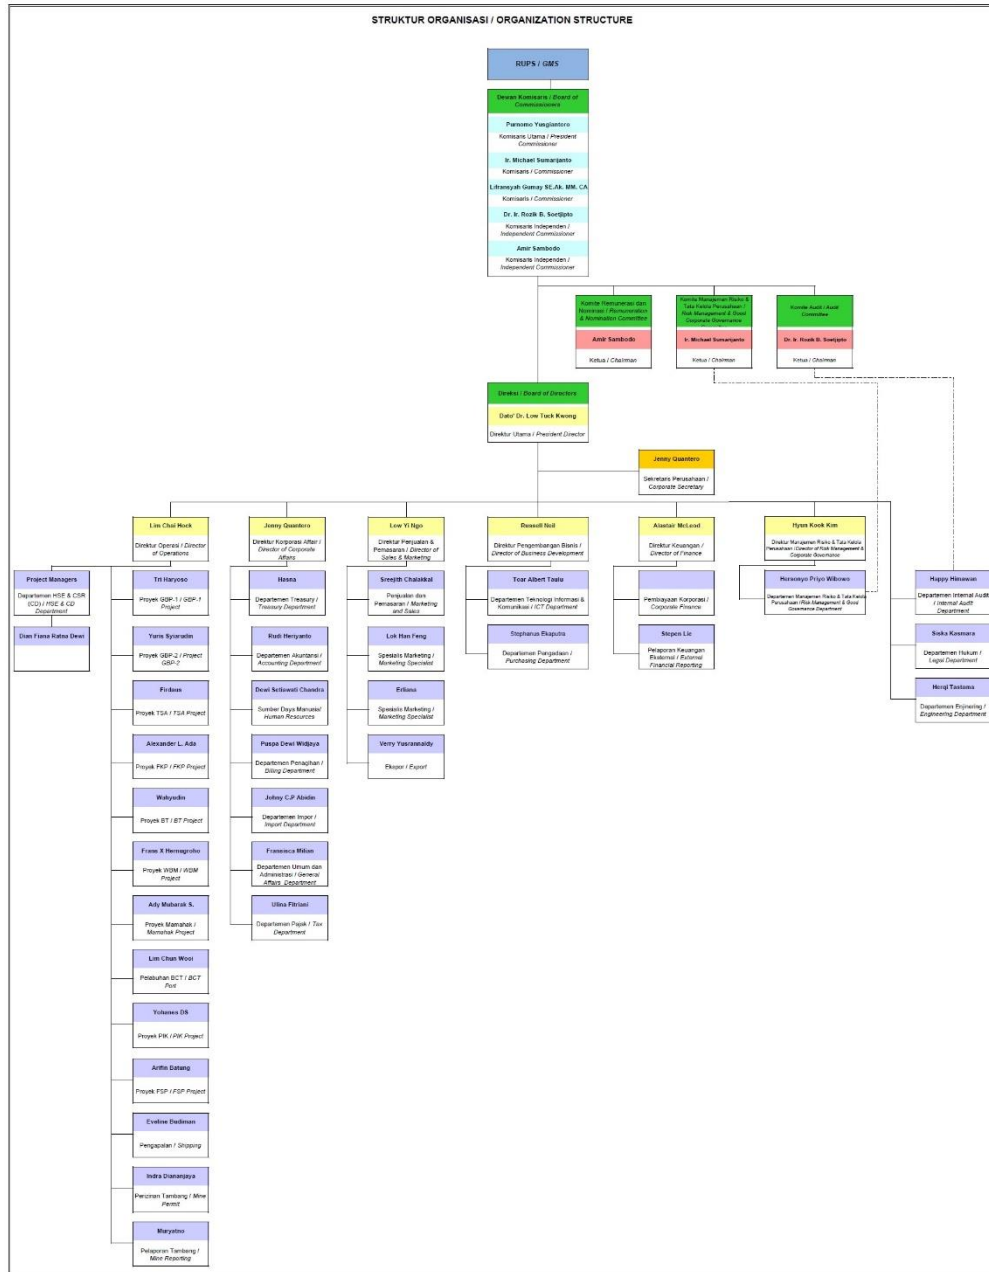 STRUKTUR ORGANISASI / ORGANIZATION STRUCTURE
RUPS / GMS
Dewan Komisaris / Board of
Commissioners
Purnomo Yusgiantoro
Komisaris Utama / President
Commissioner
Ir. Michael Sumarijanto
Komisaris / Commissioner
Lifransyah Gumay SE.Ak. MM. CA
Komisaris / Commissioner
Dr. Ir. Rozik B. Soetjipto
Komisaris Independen /
Independent Commissioner
Amir Sambodo
Komisaris Independen /
Independent Commissioner
Komite Remunerasi dan
Nominasi / Remuneration
& Nomination Committee
Amir Sambodo
Ketua / Chairman
Komite Manajemen Risiko &
Tata Kelola Perusahaan /
Risk Management & Good
Corporate Governance
Ir. Michael Sumarijanto
Ketua / Chairman
Komite Audit / Audit
Committee
Dr. Ir. Rozik B. Soetjipto
Ketua / Chairman
Direksi / Board of Directors
Dato' Dr. Low Tuck Kwong
Direktur Utama / President Director
Jenny Quantero
Sekretaris Perusahaan /
Corporate Secretary
Lim Chai Hock
Direktur Operasi / Director
of Operations
Jenny Quantero
Direktur Korporasi Affair /
Director of Corporate
Affairs
Low Yi Ngo
Direktur Penjualan &
Pemasaran / Director of
Sales & Marketing
Russell Neil
Direktur Pengembangan Bisnis /
Director of Business Development
Alastair McLeod
Direktur Keuangan /
Director of Finance
Hyun Kook Kim
Direktur Manajemen Risiko & Tata Kelola
Perusahaan / Director of Risk Management &
Corporate Governance
Project Managers
Departemen HSE & CSR
(CD) / HSE & CD
Department
Dian Fiana Ratna Dewi
Tri Haryoso
Proyek GBP-1 / GBP-1
Project
Yuris Syiarudin
Proyek GBP-2 / Project
GBP-2
Firdaus
Proyek TSA / TSA Project
Alexander L. Ada
Proyek FKP / FKP Project
Wahyudin
Proyek BT / BT Project
Frans X Hernugroho
Proyek WBM / WBM
Project
Ady Mubarak S.
Proyek Mamahak /
Mamahak Project
Lim Chun Wooi
Pelabuhan BCT / BCT
Port
Yohanes DS
Proyek PIK / PIK Project
Arifin Batung
Proyek FSP / FSP Project
Eveline Budiman
Pengapalan / Shipping
Indra Diananjaya
Perizinan Tambang / Mine
Permit
Muryatno
Pelaporan Tambang /
Mine Reporting
Hasna
Departemen Treasury /
Treasury Department
Rudi Heriyanto
Departemen Akuntansi /
Accounting Department
Dewi Setiawati Chandra
Sumber Daya Manusia/
Human Resources
Puspa Dewi Widjaya
Departemen Penagihan /
Billing Department
Johny C.P Abidin
Departemen Impor /
Import Department
Fransisca Milian
Departemen Umum dan
Administrasi / General
Affairs Department
Ulina Fitriani
Departemen Pajak / Tax
Department
Sreejith Chalakkal
Penjualan dan
Pemasaran / Marketing
and Sales
Lok Han Feng
Spesialis Marketing /
Marketing Specialist
Erliana
Spesialis Marketing /
Marketing Specialist
Verry Yusrannaldy
Ekspor / Export
Toar Albert Taulu
Departemen Teknologi Informasi &
Komunikasi / ICT Department
Stephanus Ekaputra
Departemen Pengadaan /
Purchasing Department
Pembiayaan Korporasi /
Corporate Finance
Stepen Lie
Pelaporan Keuangan
Eksternal / External
Financial Reporting
Priyo Wibowo
Departemen Manajemen Risiko & Tata Kelola
Perusahaan / Risk Management & Good
Governance Department
Happy Himawan
Departemen Internal Audit
/ Internal Audit
Department
Siska Kasmara
Departemen Hukum /
Legal Department
Herqi Tastama
Departemen Enjinering /
Engineering Department